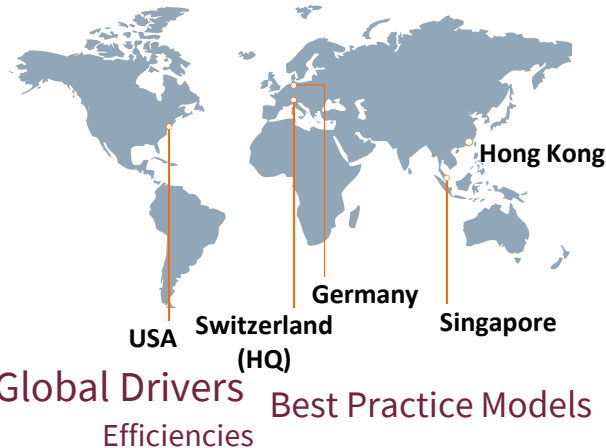 Hong Kong
Germany
Singapore
Switzerland
(HQ)
USA
Global Drivers
Best Practice Models
Efficiencies